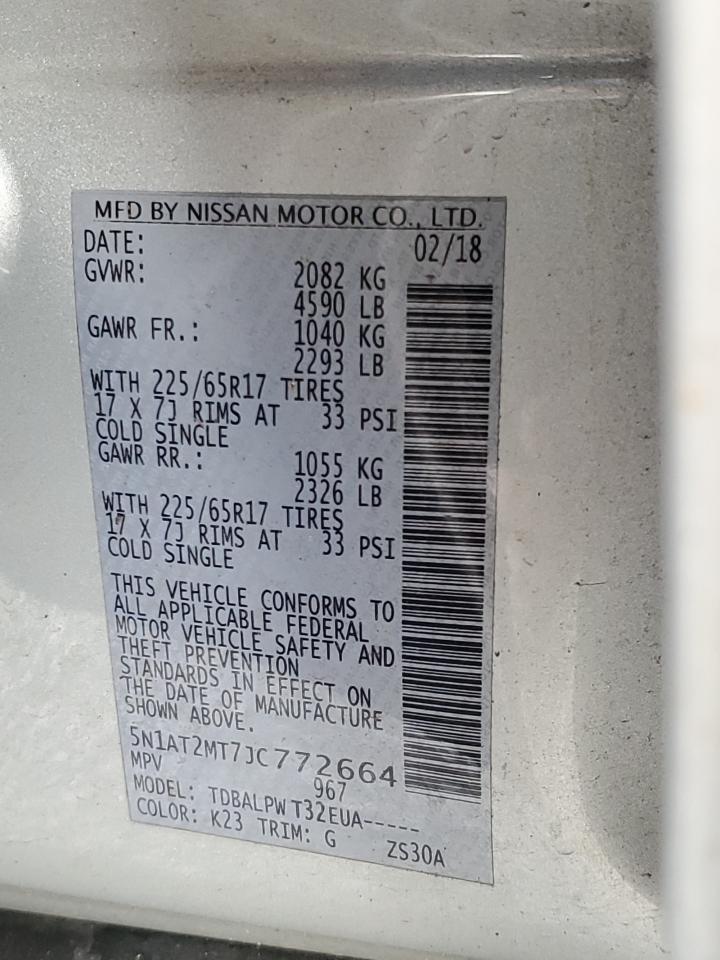 MFD BY NISSAN MOTOR CO., LTD.
DATE: 02/18
GVWR: 2082 KG
4590 LB
GAWR FR.: 1040 KG
2293 LB
WITH 225/65R17 TIRES
17 X 7J RIMS AT 33 PSI
COLD SINGLE
GAWR RR.: 1055 KG
2326 LB
WITH 225/65R17 TIRES
17 X 7J RIMS AT 33 PSI
COLD SINGLE
THIS VEHICLE CONFORMS TO
ALL APPLICABLE FEDERAL
MOTOR VEHICLE SAFETY AND
THEFT PREVENTION
STANDARDS IN EFFECT ON
THE DATE OF MANUFACTURE
SHOWN ABOVE.
5N1AT2MT7JC772664
MPV 967
MODEL: TDBALPW T32EUA-----
COLOR: K23 TRIM: G ZS30A